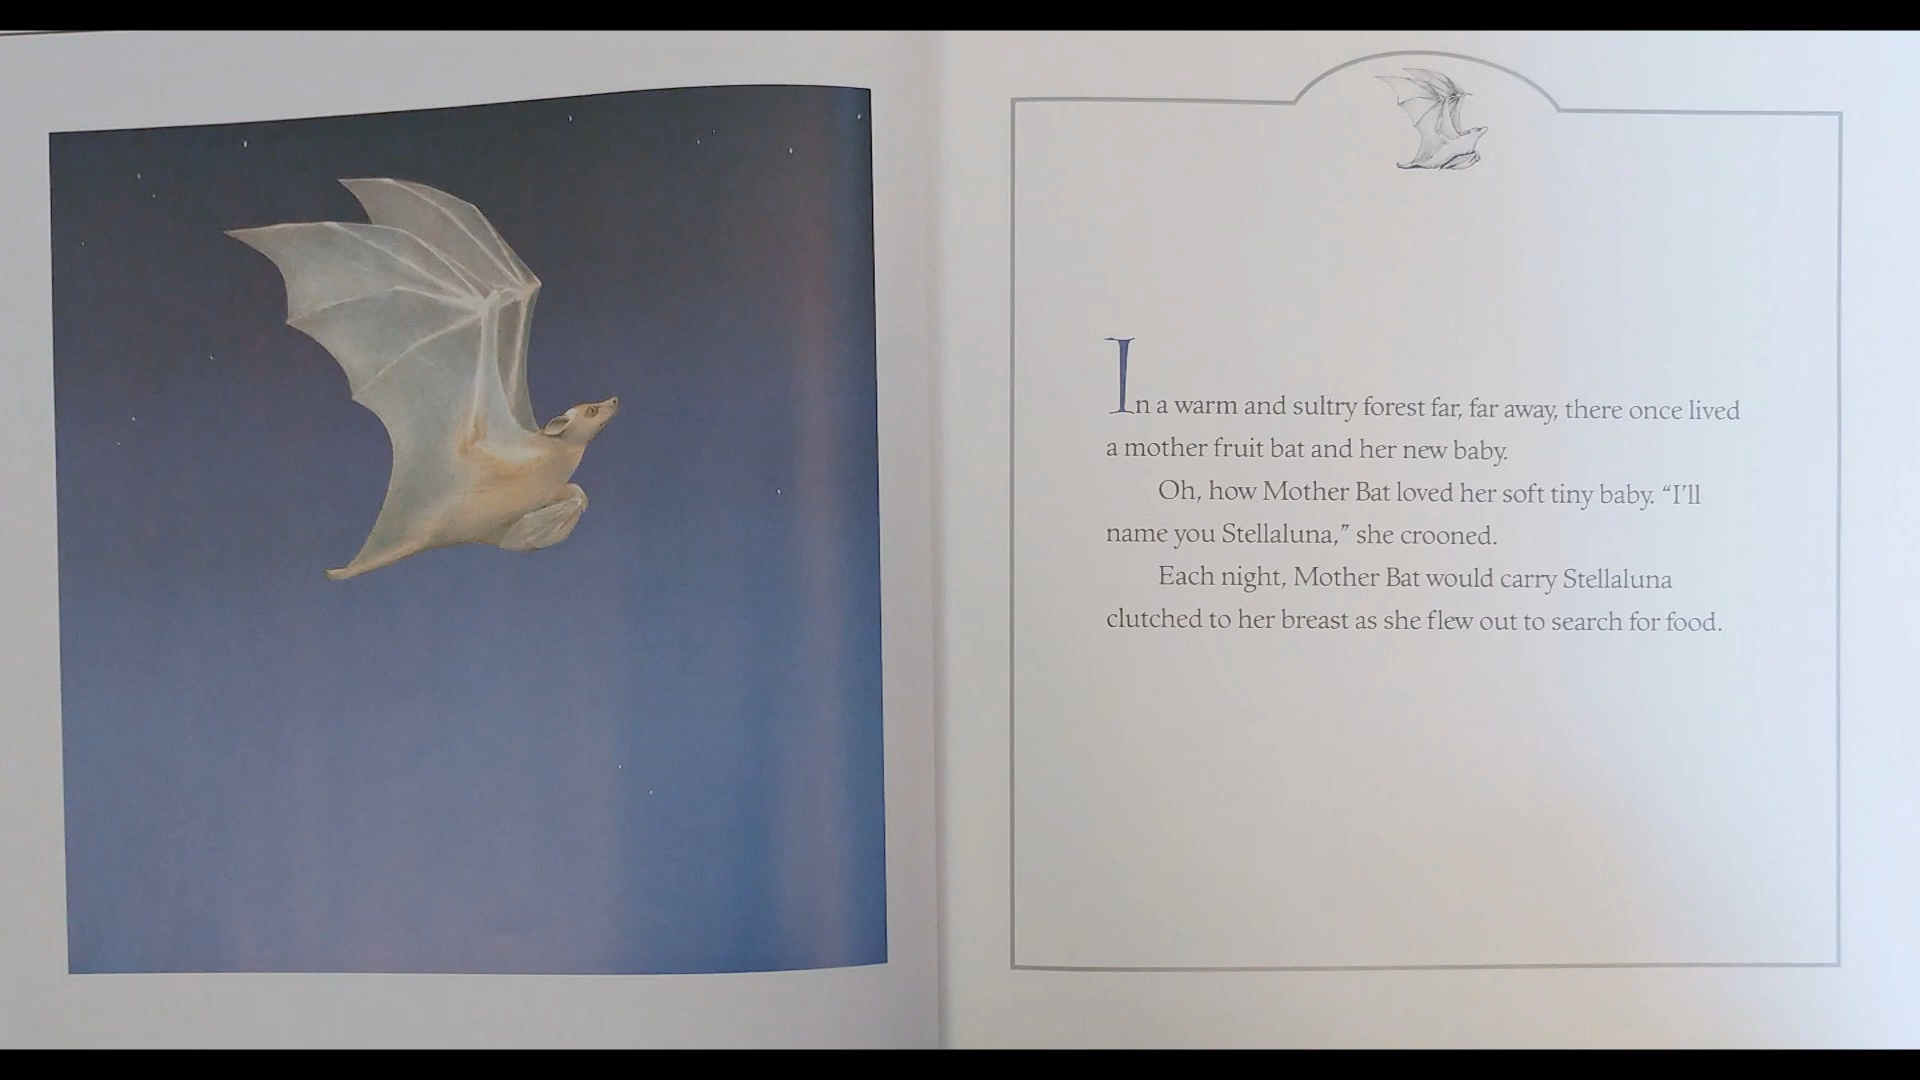 In a warm and sultry forest far, far away, there once lived
a mother fruit bat and her new baby.
Oh, how Mother Bat loved her soft tiny baby. “I’ll
name you Stellaluna,” she crooned.
Each night, Mother Bat would carry Stellaluna
clutched to her breast as she flew out to search for food.